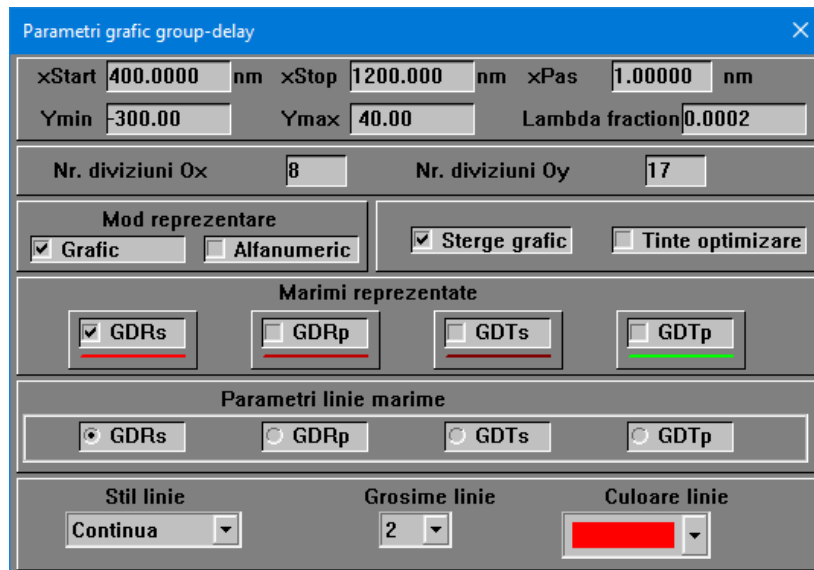 Parametri grafic group-delay
xStart 400.0000 nm xStop 1200.000 nm xPas 1.00000 nm
Ymin -300.00 Ymax 40.00 Lambda fraction 0.0002
Nr. diviziuni Ox 8 Nr. diviziuni Oy 17
Mod reprezentare
Grafic Alfanumeric Sterge grafic Tinte optimizare
Marimi reprezentate
GDRs GDRp GDTs GDTp
Parametri linie marime
GDRs GDRp GDTs GDTp
Stil linie Grosime linie Culoare linie
Continua 2